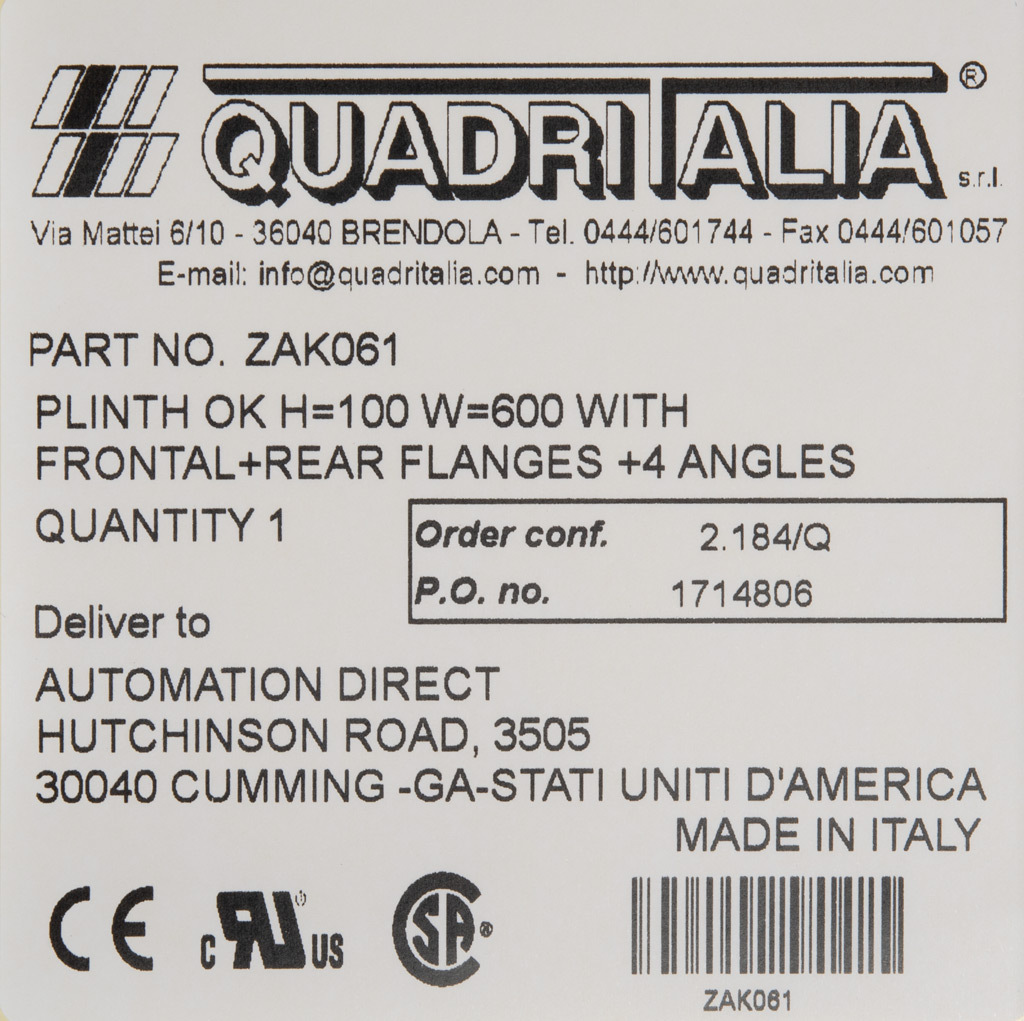 QUADRITALIA ® s.r.l.
Via Mattei 6/10 - 36040 BRENDOLA - Tel. 0444/601744 - Fax 0444/601057
E-mail: info@quadritalia.com - http://www.quadritalia.com
PART NO. ZAK061
PLINTH OK H=100 W=600 WITH
FRONTAL+REAR FLANGES +4 ANGLES
QUANTITY 1
Order conf. 2.184/Q
P.O. no. 1714806
Deliver to
AUTOMATION DIRECT
HUTCHINSON ROAD, 3505
30040 CUMMING -GA-STATI UNITI D'AMERICA
MADE IN ITALY
CE c RU ® US CSA ®
ZAK061